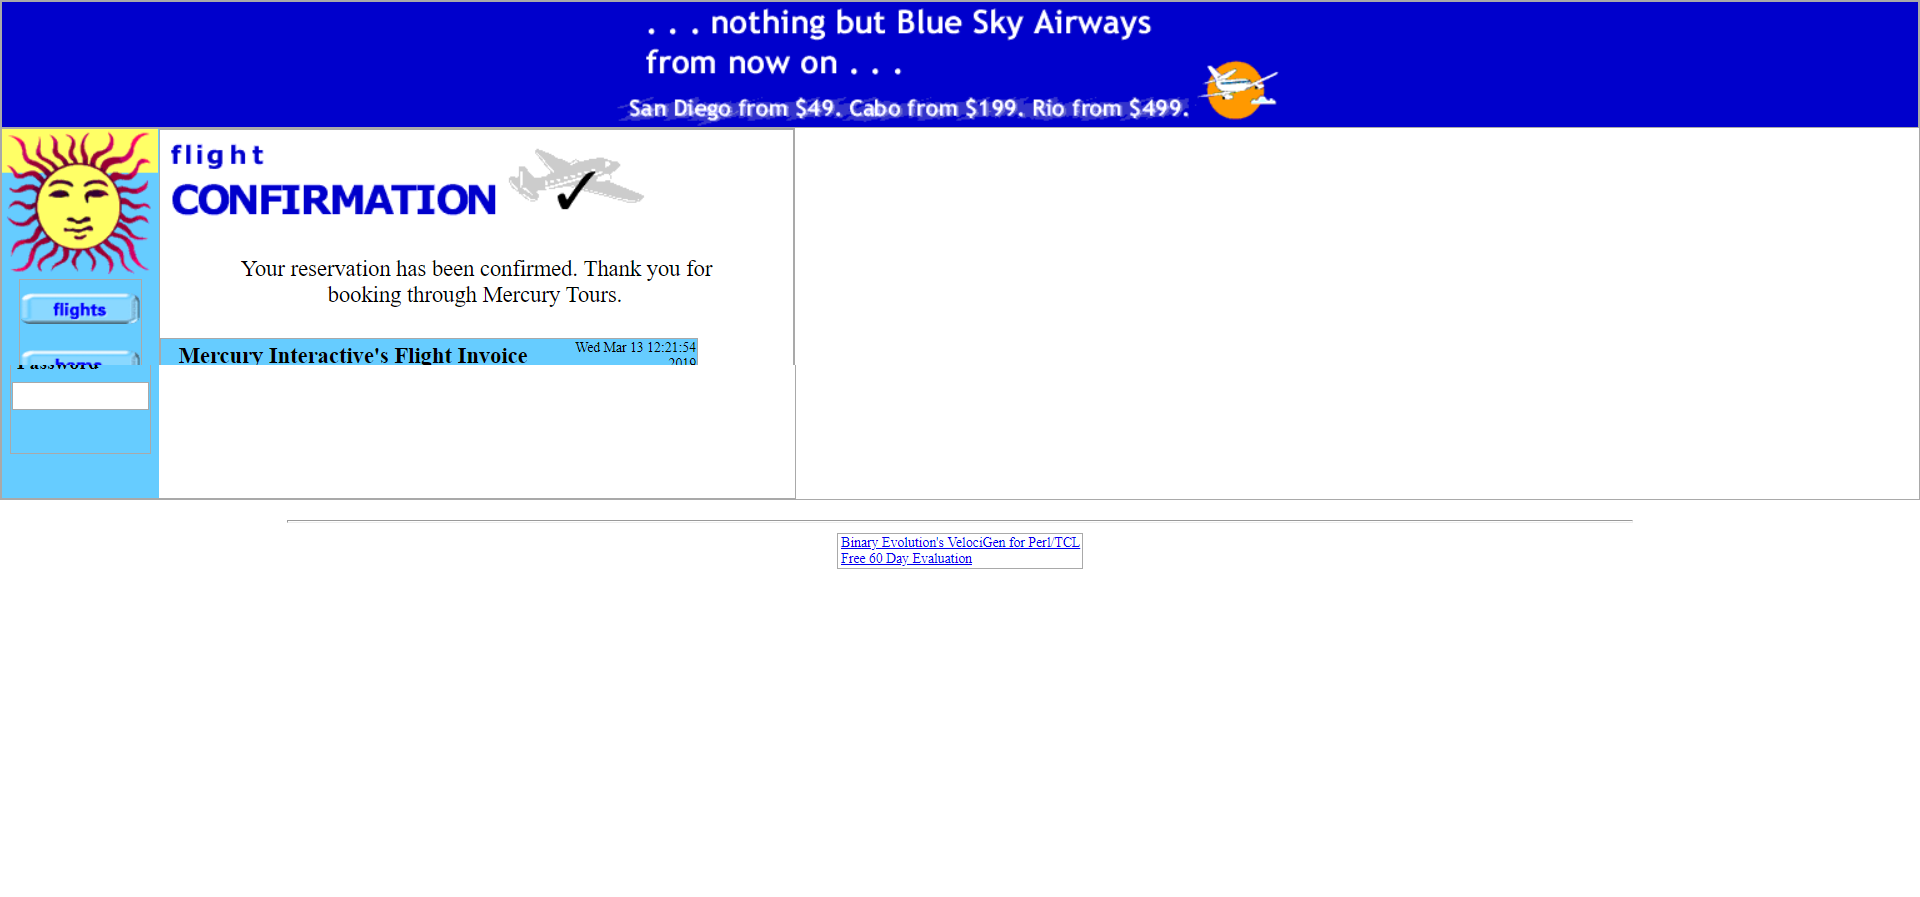 . . . nothing but Blue Sky Airways
from now on . . .
San Diego from $49. Cabo from $199. Rio from $499.
flight
CONFIRMATION
Your reservation has been confirmed. Thank you for
booking through Mercury Tours.
flights
Mercury Interactive's Flight Invoice
Wed Mar 13 12:21:54
2019
Password
Binary Evolution's VelociGen for Perl/TCL
Free 60 Day Evaluation